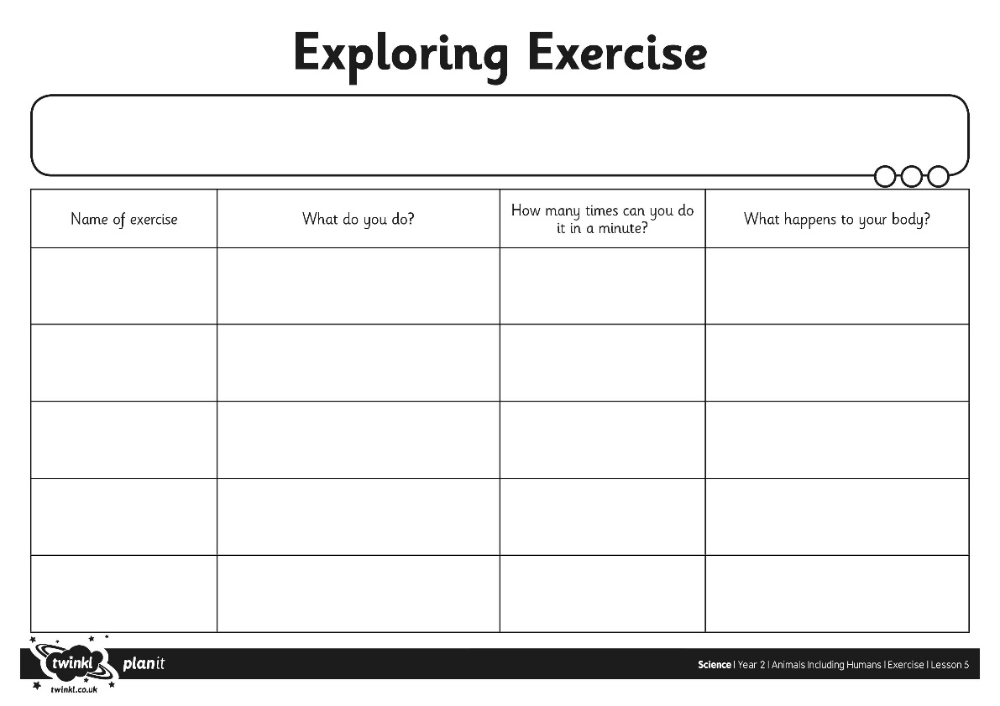 Exploring Exercise
Name of exercise
What do you do?
How many times can you do
it in a minute?
What happens to your body?
twinkl
planit
twinkl.co.uk
Science | Year 2 | Animals Including Humans | Exercise | Lesson 5